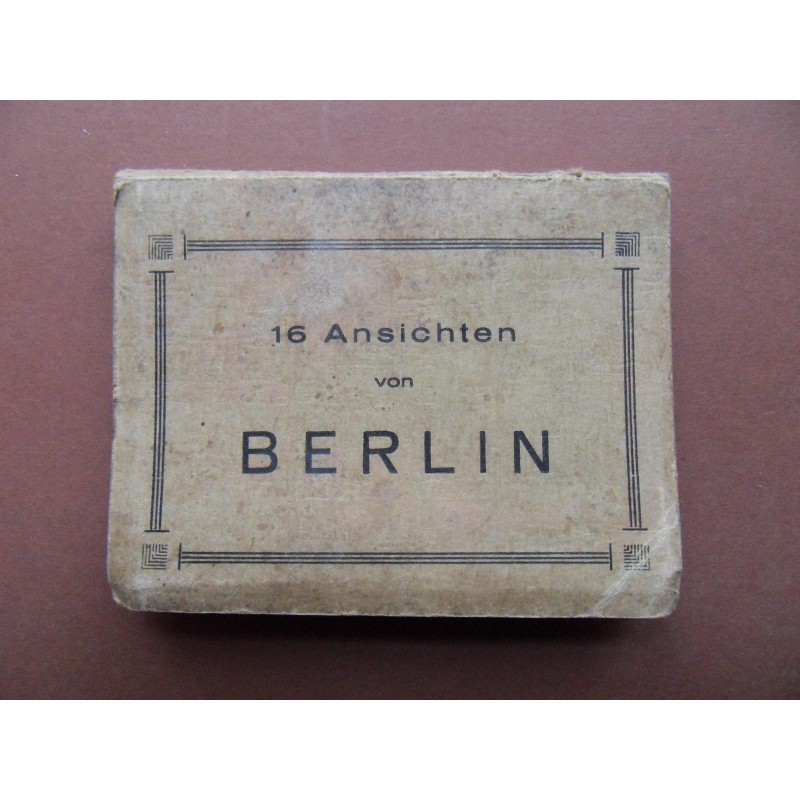 16 Ansichten
von
BERLIN